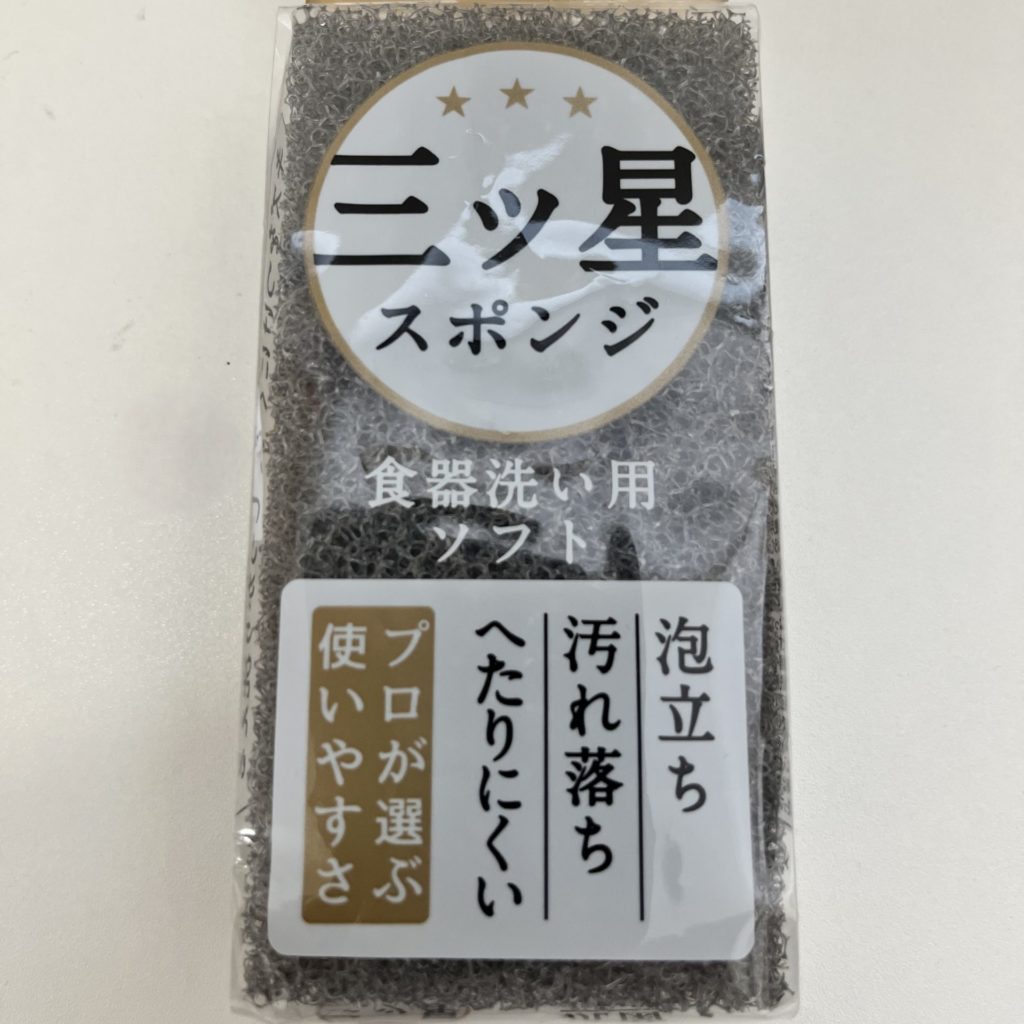 三ッ星
スポンジ
食器洗い用
ソフト
泡立ち
汚れ落ち
へたりにくい
プロが選ぶ
使いやすさ